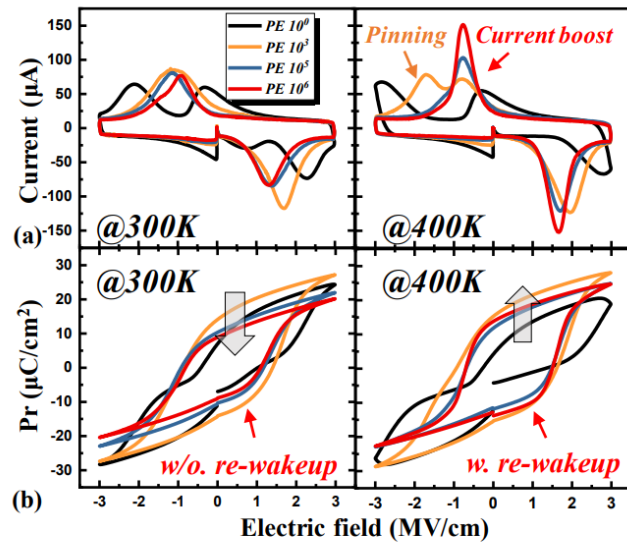 150
100
50
0
-50
-100
-150
Current (μA)
(a)
PE 10⁰
PE 10³
PE 10⁵
PE 10⁶
@300K
Pinning
Current boost
@400K
30
20
10
0
-10
-20
-30
Pr (μC/cm²)
(b)
@300K
w/o. re-wakeup
@400K
w. re-wakeup
-3 -2 -1 0 1 2 3 -3 -2 -1 0 1 2 3
Electric field (MV/cm)